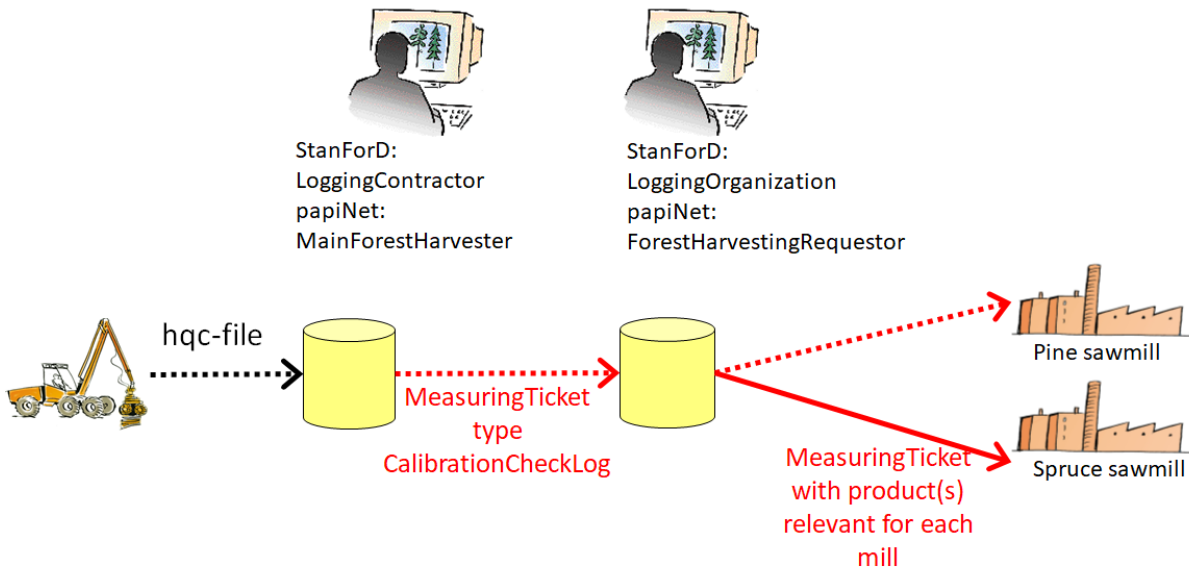 StanForD:
LoggingContractor
papiNet:
MainForestHarvester
StanForD:
LoggingOrganization
papiNet:
ForestHarvestingRequestor
hqc-file
MeasuringTicket
type
CalibrationCheckLog
Pine sawmill
MeasuringTicket
with product(s)
relevant for each
mill
Spruce sawmill